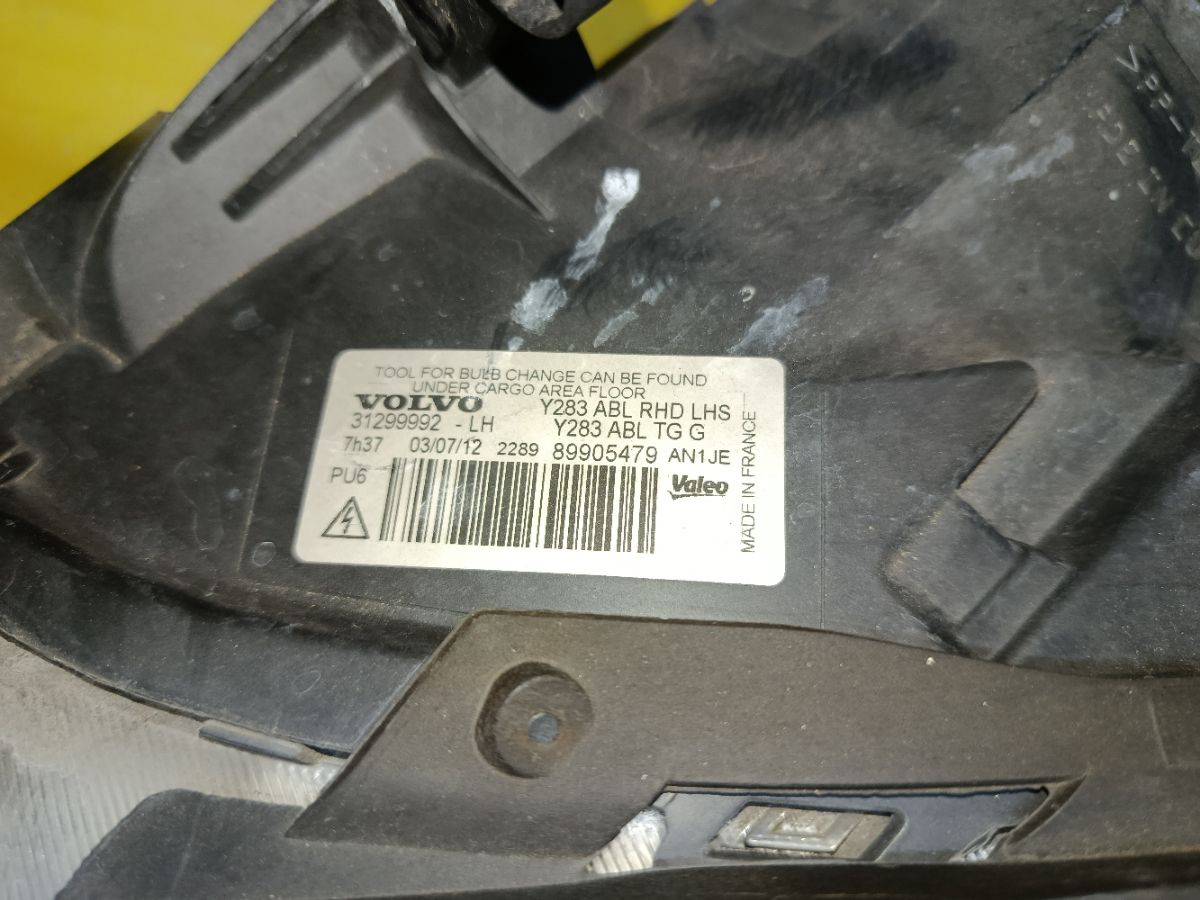 TOOL FOR BULB CHANGE CAN BE FOUND
UNDER CARGO AREA FLOOR
VOLVO Y283 ABL RHD LHS
31299992 - LH Y283 ABL TG G
7h37 03/07/12 2289 89905479 AN1JE
PU6
Valeo
MADE IN FRANCE